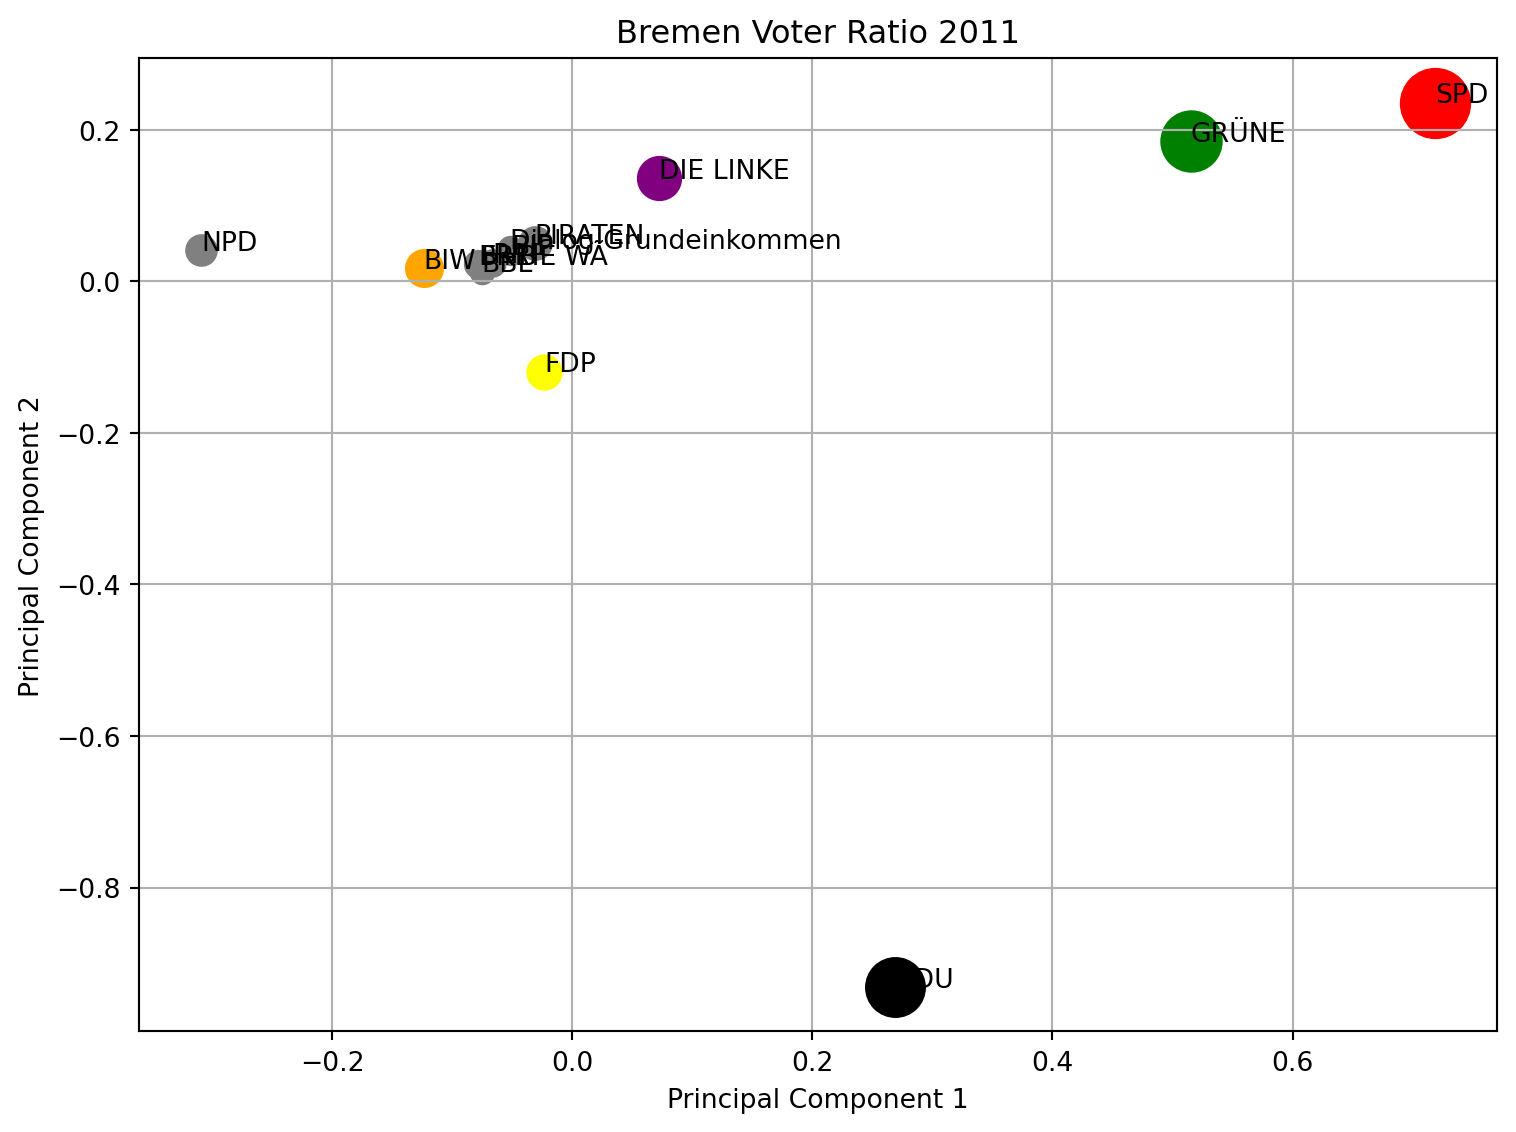 Bremen Voter Ratio 2011
SPD
GRÜNE
DIE LINKE
PIRATEN
Dialog-Grundeinkommen
NPD
BIW
BBL
FDP
DU
0.2
0.0
−0.2
−0.4
−0.6
−0.8
Principal Component 2
−0.2
0.0
0.2
0.4
0.6
Principal Component 1